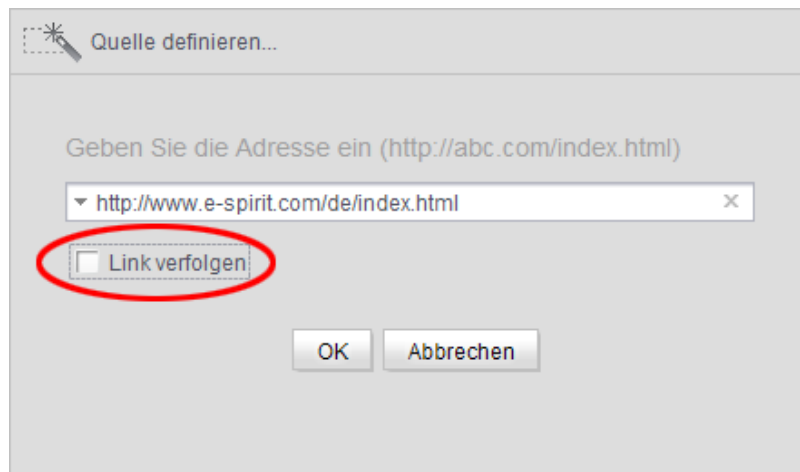 Quelle definieren...
Geben Sie die Adresse ein (http://abc.com/index.html)
http://www.e-spirit.com/de/index.html
Link verfolgen
OK Abbrechen